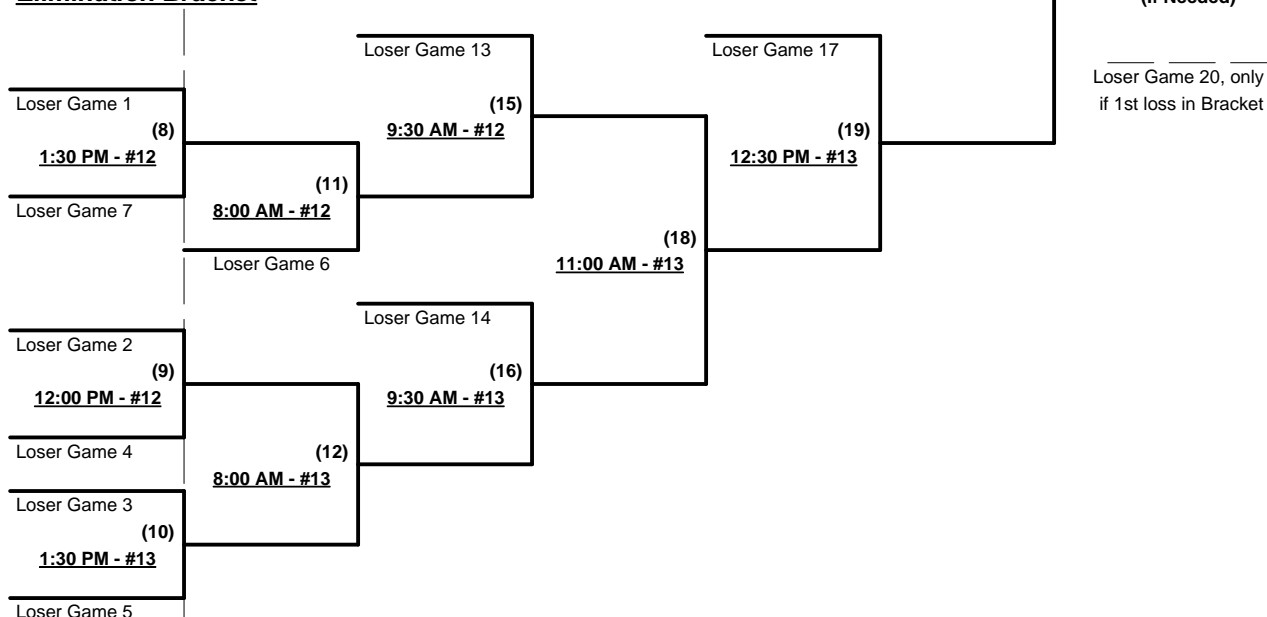 Elimination Bracket
(If Needed)
Loser Game 13
Loser Game 17
Loser Game 20, only
if 1st loss in Bracket
Loser Game 1
(8)
1:30 PM - #12
Loser Game 7
(15)
9:30 AM - #12
(19)
12:30 PM - #13
(11)
8:00 AM - #12
Loser Game 6
(18)
11:00 AM - #13
Loser Game 14
Loser Game 2
(9)
12:00 PM - #12
Loser Game 4
(16)
9:30 AM - #13
(12)
8:00 AM - #13
Loser Game 3
(10)
1:30 PM - #13
Loser Game 5